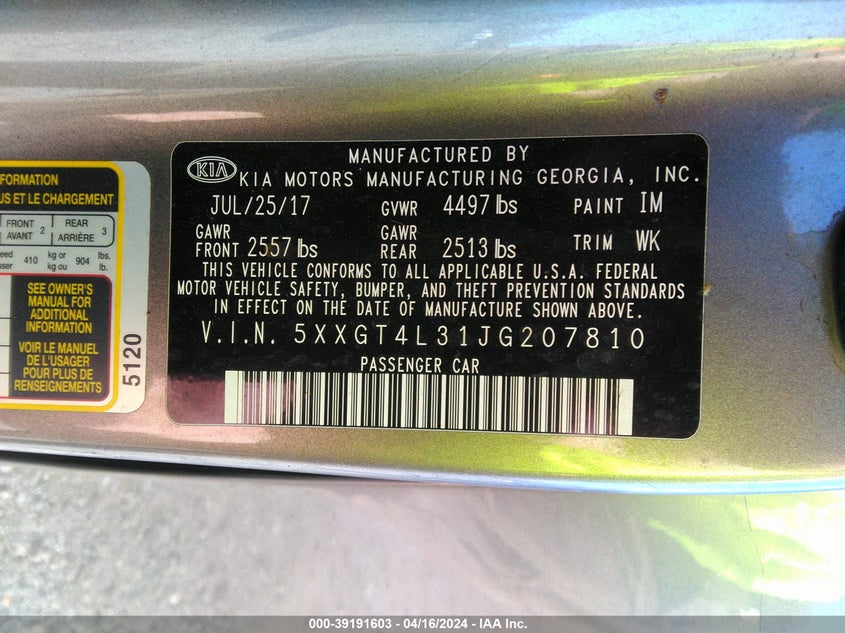 FORMATION
US ET LE CHARGEMENT
FRONT AVANT 2 REAR ARRIÈRE 3
410 kg or kg ou 904 lbs. lb.
SEE OWNER'S
MANUAL FOR
ADDITIONAL
INFORMATION
VOIR LE MANUEL
DE L'USAGER
POUR PLUS DE
RENSEIGNEMENTS
5120
KIA
MANUFACTURED BY
KIA MOTORS MANUFACTURING GEORGIA, INC.
JUL/25/17 GVWR 4497 lbs PAINT IM
GAWR FRONT 2557 lbs GAWR REAR 2513 lbs TRIM WK
THIS VEHICLE CONFORMS TO ALL APPLICABLE U.S.A. FEDERAL
MOTOR VEHICLE SAFETY, BUMPER, AND THEFT PREVENTION STANDARDS
IN EFFECT ON THE DATE OF MANUFACTURE SHOWN ABOVE.
V.I.N. 5XXGT4L31JG207810
PASSENGER CAR
000-39191603 - 04/16/2024 - IAA Inc.